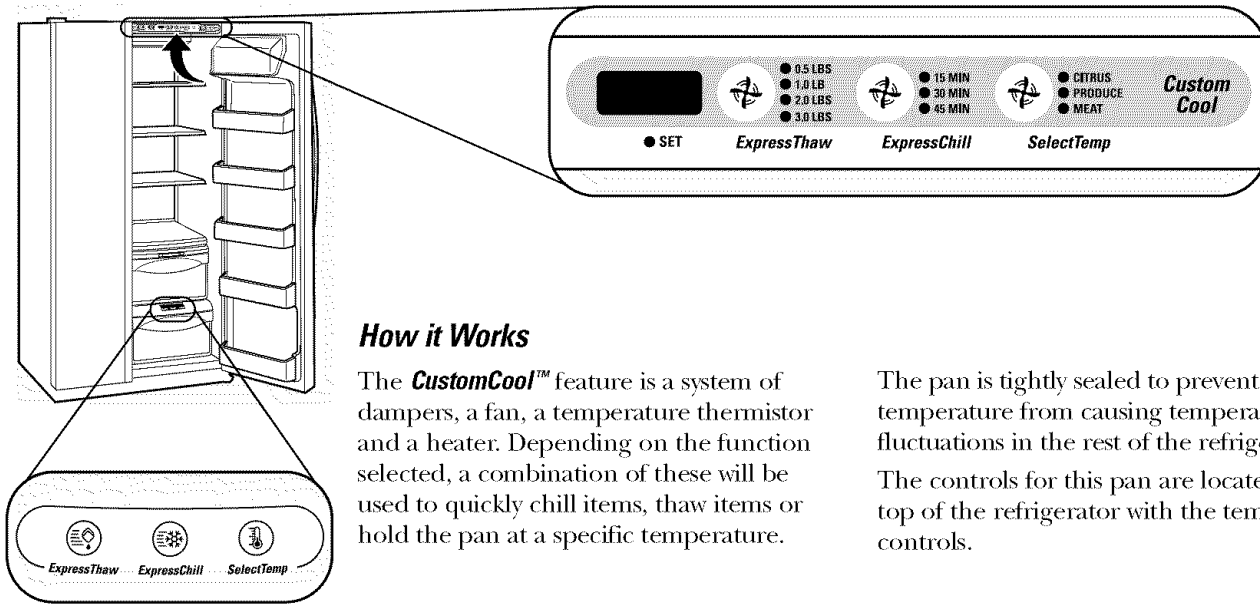 0.5 LBS
1.0 LB
2.0 LBS
3.0 LBS
15 MIN
30 MIN
45 MIN
CITRUS
PRODUCE
MEAT
Custom
Cool
SET
ExpressThaw
ExpressChill
SelectTemp
How it Works
The CustomCool™ feature is a system of
dampers, a fan, a temperature thermistor
and a heater. Depending on the function
selected, a combination of these will be
used to quickly chill items, thaw items or
hold the pan at a specific temperature.
The pan is tightly sealed to prevent
temperature from causing tempera
fluctuations in the rest of the refrig
The controls for this pan are locate
top of the refrigerator with the tem
controls.
ExpressThaw
ExpressChill
SelectTemp